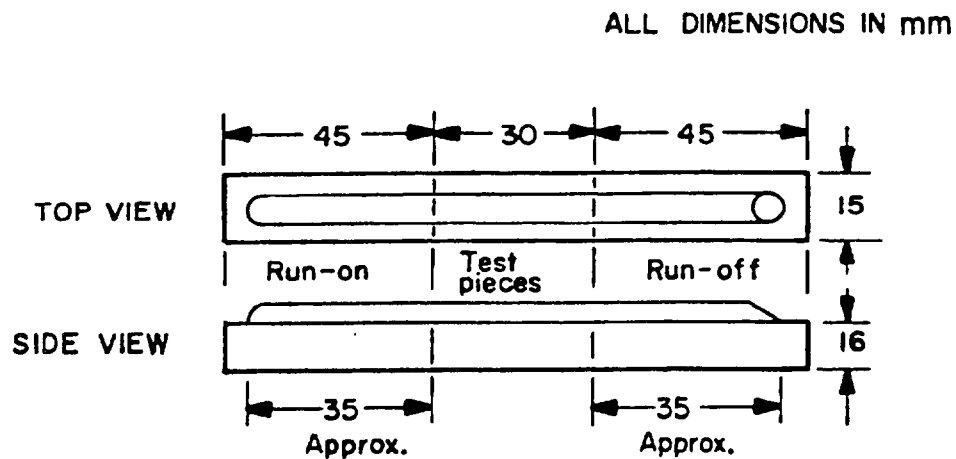 ALL DIMENSIONS IN mm
45 30 45
TOP VIEW
15
Run-on Test pieces Run-off
SIDE VIEW
16
35 35
Approx. Approx.